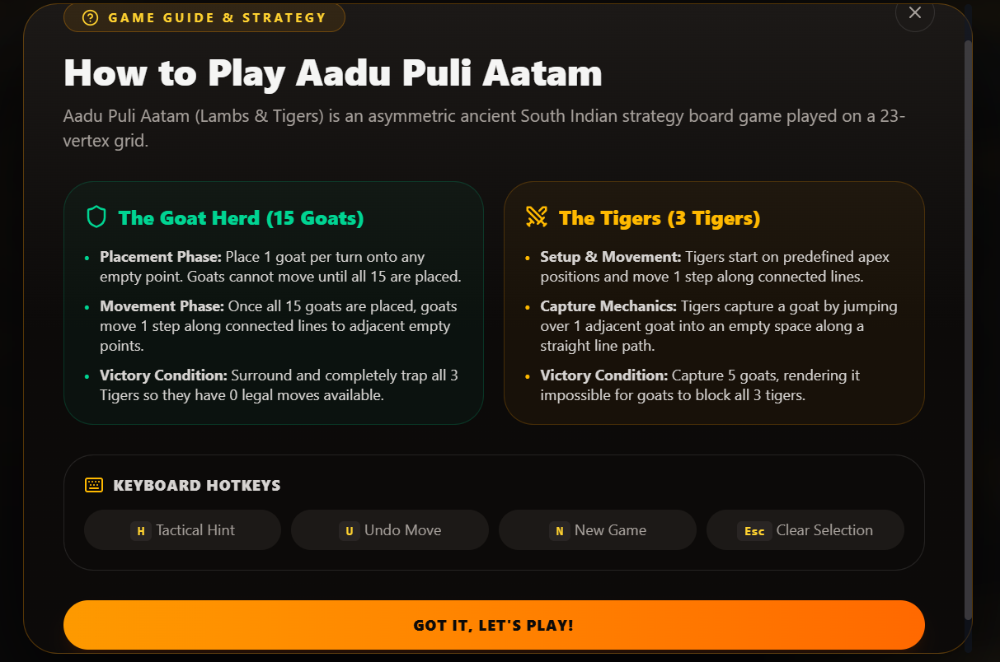 GAME GUIDE & STRATEGY
How to Play Aadu Puli Aatam
Aadu Puli Aatam (Lambs & Tigers) is an asymmetric ancient South Indian strategy board game played on a 23-
vertex grid.
The Goat Herd (15 Goats)
• Placement Phase: Place 1 goat per turn onto any
empty point. Goats cannot move until all 15 are placed.
• Movement Phase: Once all 15 goats are placed, goats
move 1 step along connected lines to adjacent empty
points.
• Victory Condition: Surround and completely trap all 3
Tigers so they have 0 legal moves available.
The Tigers (3 Tigers)
• Setup & Movement: Tigers start on predefined apex
positions and move 1 step along connected lines.
• Capture Mechanics: Tigers capture a goat by jumping
over 1 adjacent goat into an empty space along a
straight line path.
• Victory Condition: Capture 5 goats, rendering it
impossible for goats to block all 3 tigers.
KEYBOARD HOTKEYS
H Tactical Hint
U Undo Move
N New Game
Esc Clear Selection
GOT IT, LET'S PLAY!